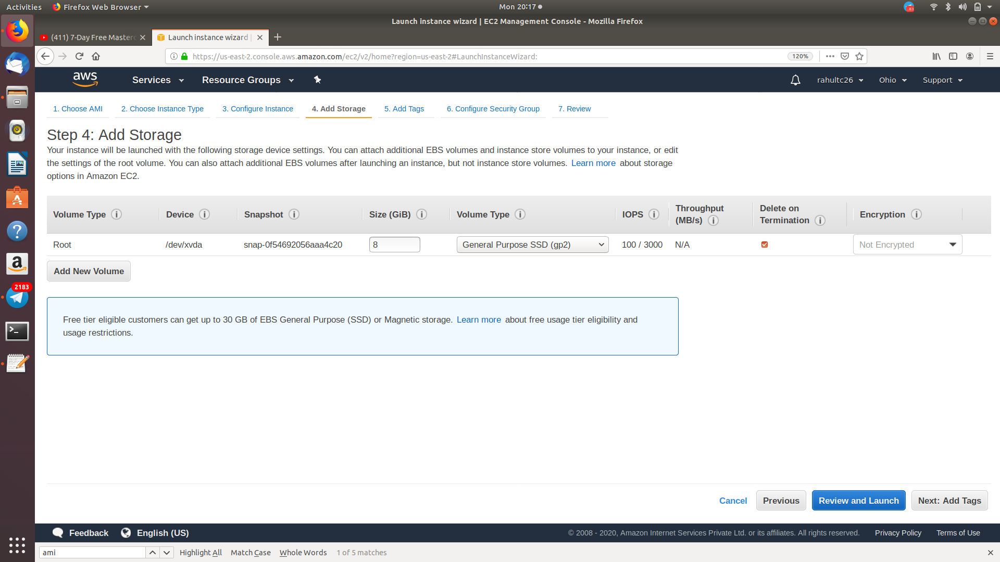 Activities
Firefox Web Browser
Mon 20:17
83
Launch instance wizard | EC2 Management Console - Mozilla Firefox
(411) 7-Day Free Masterc
Launch instance wizard |
https://us-east-2.console.aws.amazon.com/ec2/v2/home?region=us-east-2#LaunchInstanceWizard:
120%
aws
Services
Resource Groups
rahultc26
Ohio
Support
1. Choose AMI
2. Choose Instance Type
3. Configure Instance
4. Add Storage
5. Add Tags
6. Configure Security Group
7. Review
Step 4: Add Storage
Your instance will be launched with the following storage device settings. You can attach additional EBS volumes and instance store volumes to your instance, or edit
the settings of the root volume. You can also attach additional EBS volumes after launching an instance, but not instance store volumes. Learn more about storage
options in Amazon EC2.
Volume Type
Device
Snapshot
Size (GiB)
Volume Type
IOPS
Throughput
(MB/s)
Delete on
Termination
Encryption
Root
/dev/xvda
snap-0f54692056aaa4c20
8
General Purpose SSD (gp2)
100 / 3000
N/A
Not Encrypted
Add New Volume
2183
Free tier eligible customers can get up to 30 GB of EBS General Purpose (SSD) or Magnetic storage. Learn more about free usage tier eligibility and
usage restrictions.
Cancel
Previous
Review and Launch
Next: Add Tags
Feedback
English (US)
© 2008 - 2020, Amazon Internet Services Private Ltd. or its affiliates. All rights reserved.
Privacy Policy
Terms of Use
ami
Highlight All
Match Case
Whole Words
1 of 5 matches